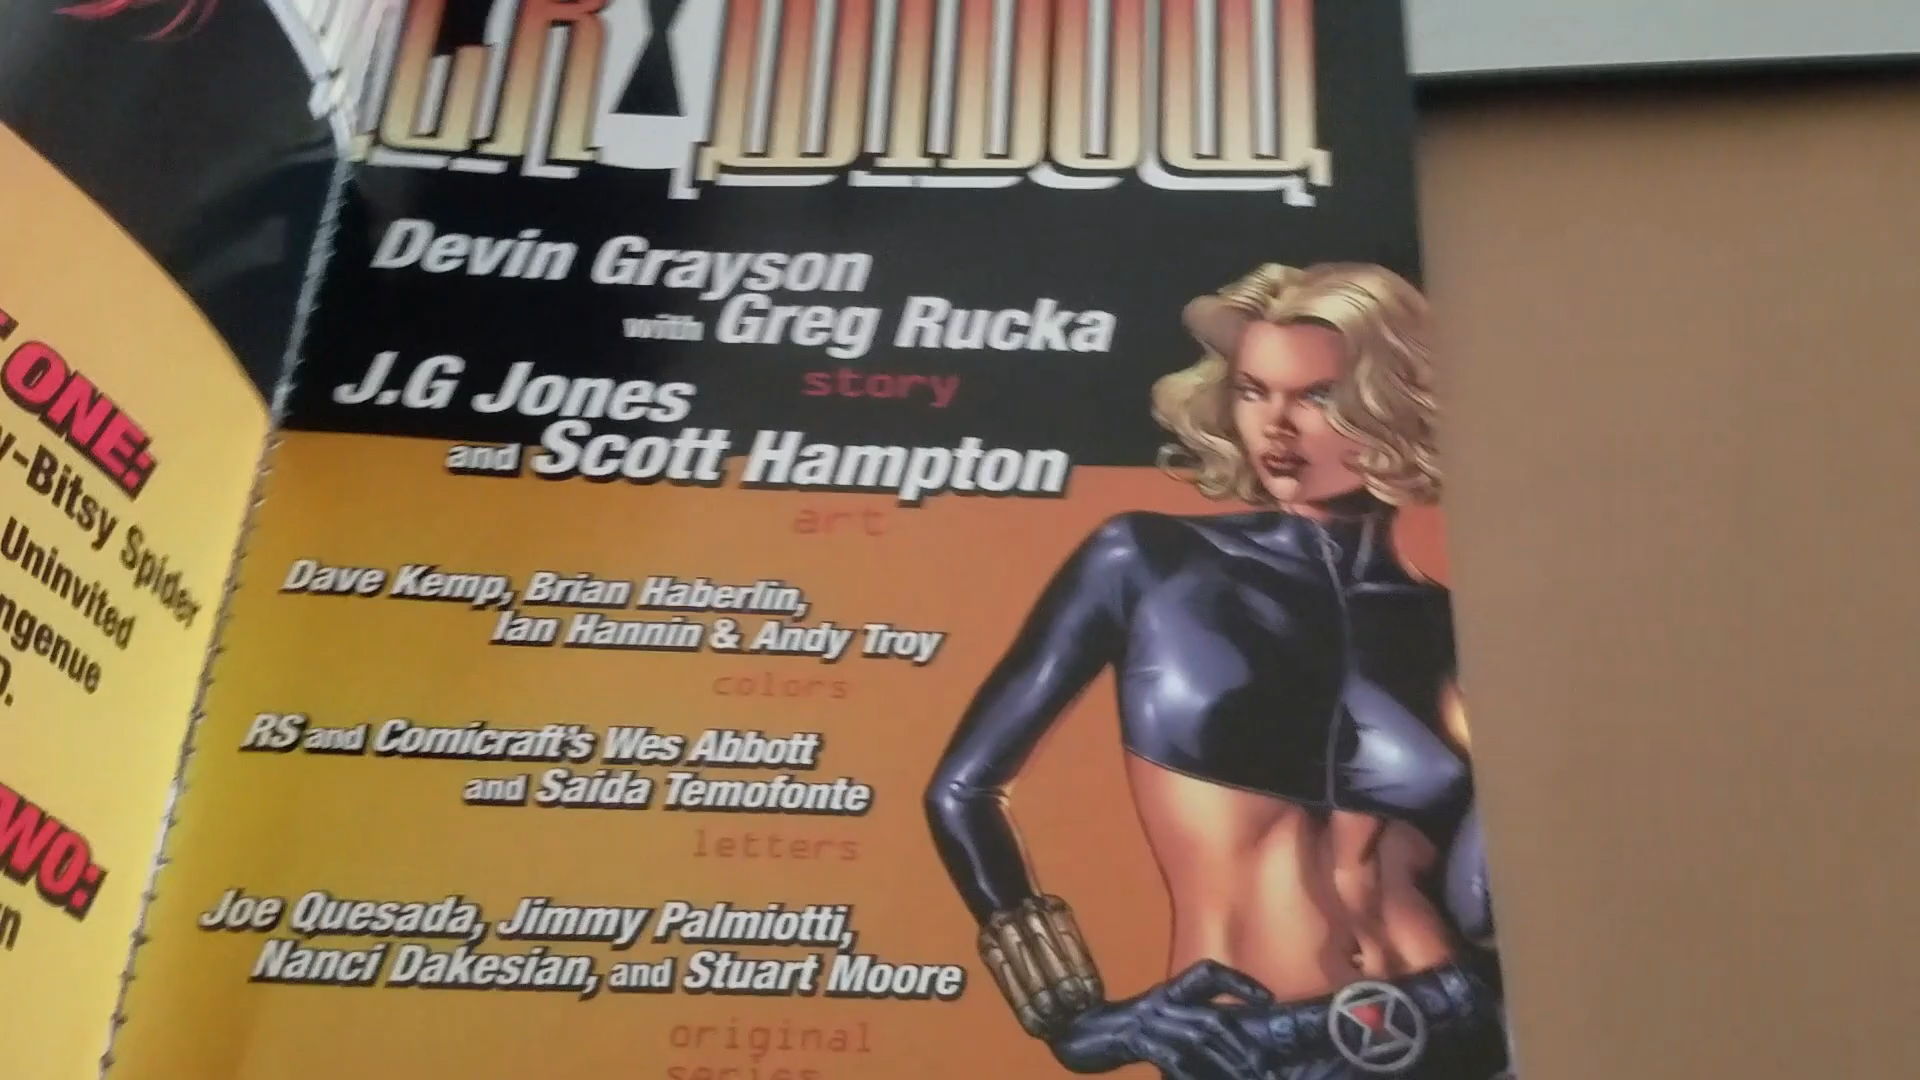 ONE:
y-Bitsy Spider
Uninvited
ngenue
D.
WO:
WIDOW
Devin Grayson
with Greg Rucka
story
J.G Jones
and Scott Hampton
art
Dave Kemp, Brian Haberlin,
Ian Hannin & Andy Troy
colors
RS and Comicraft's Wes Abbott
and Saida Temofonte
letters
Joe Quesada, Jimmy Palmiotti,
Nanci Dakesian, and Stuart Moore
original
series